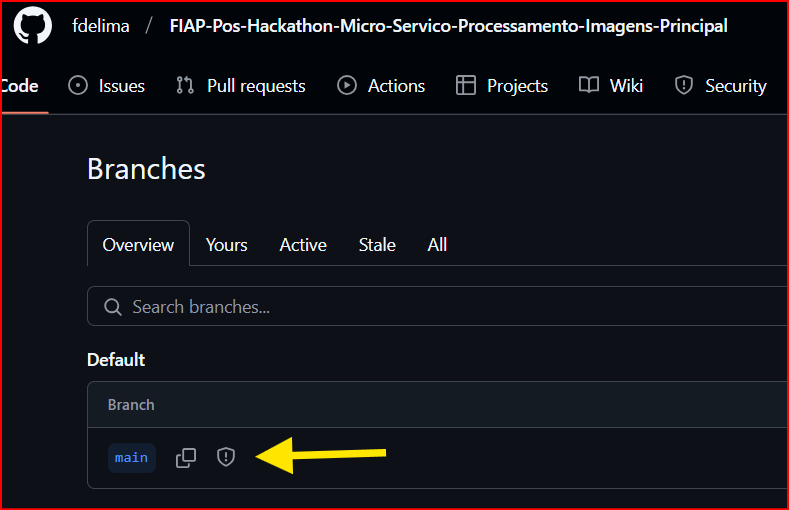 fdelima / FIAP-Pos-Hackathon-Micro-Servico-Processamento-Imagens-Principal
Code Issues Pull requests Actions Projects Wiki Security
Branches
Overview Yours Active Stale All
Search branches...
Default
Branch
main